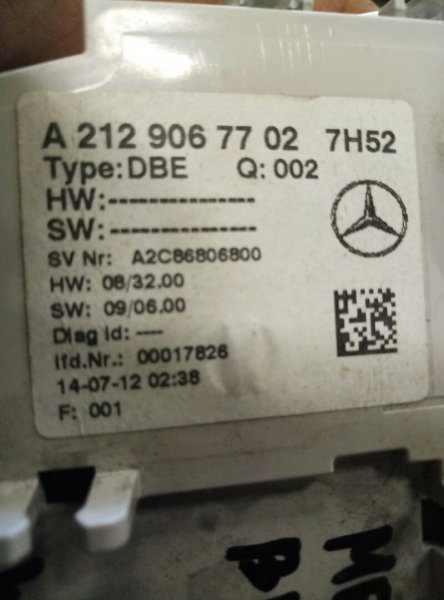 A 212 906 77 02 7H52
Type:DBE Q: 002
HW:---------------
SW:---------------
SV Nr: A2C86806800
HW: 08/32.00
SW: 09/06.00
Diag Id: ----
lfd.Nr.: 00017826
14-07-12 02:38
F: 001